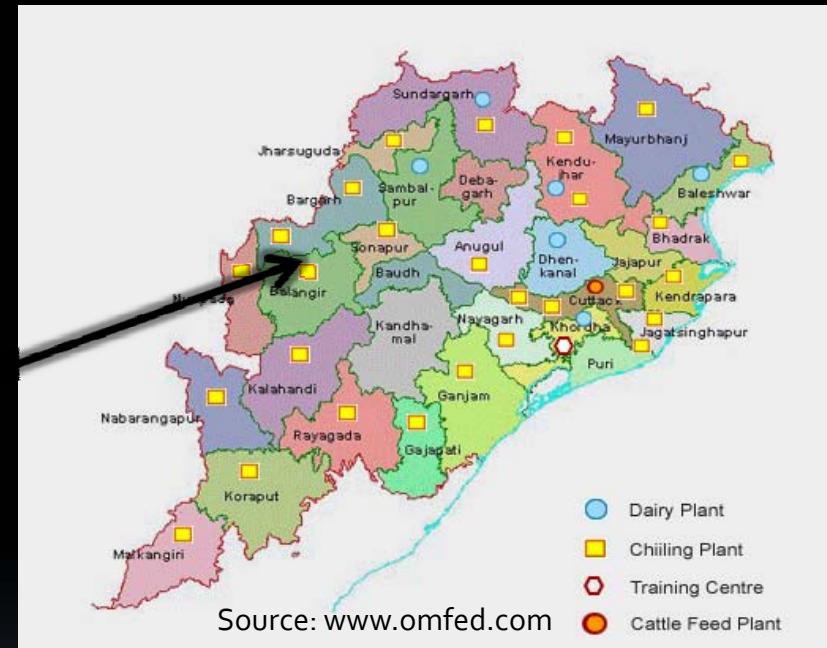 Sundargarh
Mayurbhanj
Jharsuguda
Kendu-
jhar
Sambal-
pur
Deba-
garh
Baleshwar
Bargarh
Bhadrak
Sonapur
Anugul
Dhen-
kanal
Jajapur
Baudh
Balangir
Cuttack
Kendrapara
Kandha-
mal
Nayagarh
Khordha
Jagatsinghapur
Puri
Kalahandi
Ganjam
Nabarangapur
Rayagada
Gajapati
Koraput
Malkangiri
Dairy Plant
Chiiling Plant
Training Centre
Cattle Feed Plant
Source: www.omfed.com